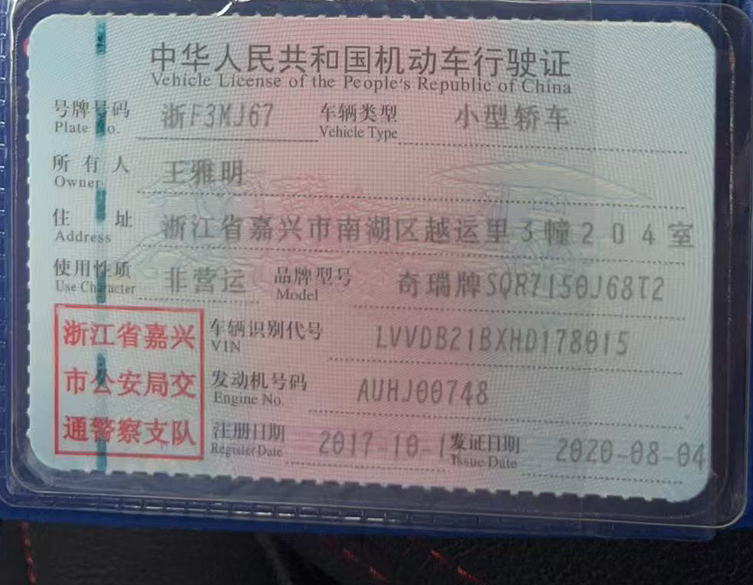 中华人民共和国机动车行驶证
Vehicle License of the People's Republic of China
号牌号码 浙F3MJ67 车辆类型 小型轿车
Plate No. Vehicle Type
所有人 王雅明
Owner
住址 浙江省嘉兴市南湖区越运里3幢204室
Address
使用性质 非营运 品牌型号 奇瑞牌SQR7150J68T2
Use Character Model
浙江省嘉兴
市公安局交
通警察支队
车辆识别代号 LVVDB21BXHD178015
VIN
发动机号码 AUHJ00748
Engine No.
注册日期 2017-10-1 发证日期 2020-08-04
Register Date Issue Date